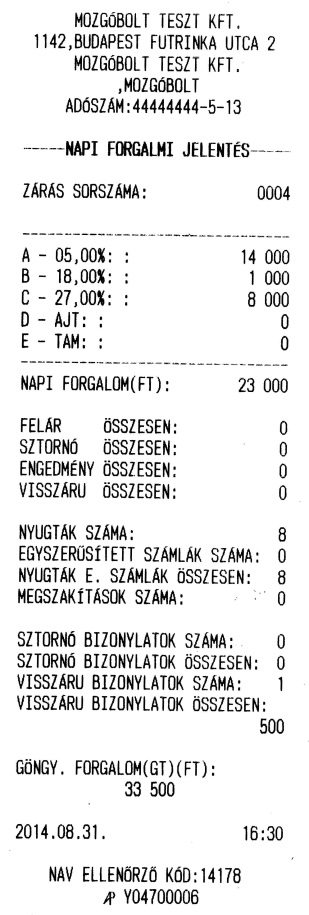 MOZGÓBOLT TESZT KFT.
1142,BUDAPEST FUTRINKA UTCA 2
MOZGÓBOLT TESZT KFT.
,MOZGÓBOLT
ADÓSZÁM:44444444-5-13
-----NAPI FORGALMI JELENTÉS-----
ZÁRÁS SORSZÁMA: 0004
--------------------------------
A - 05,00%: : 14 000
B - 18,00%: : 1 000
C - 27,00%: : 8 000
D - AJT: : 0
E - TAM: : 0
--------------------------------
NAPI FORGALOM(FT): 23 000
FELÁR ÖSSZESEN: 0
SZTORNÓ ÖSSZESEN: 0
ENGEDMÉNY ÖSSZESEN: 0
VISSZÁRU ÖSSZESEN: 0
NYUGTÁK SZÁMA: 8
EGYSZERŰSÍTETT SZÁMLÁK SZÁMA: 0
NYUGTÁK E. SZÁMLÁK ÖSSZESEN: 8
MEGSZAKÍTÁSOK SZÁMA: 0
SZTORNÓ BIZONYLATOK SZÁMA: 0
SZTORNÓ BIZONYLATOK ÖSSZESEN: 0
VISSZÁRU BIZONYLATOK SZÁMA: 1
VISSZÁRU BIZONYLATOK ÖSSZESEN:
500
GÖNGY. FORGALOM(GT)(FT):
33 500
2014.08.31. 16:30
NAV ELLENŐRZŐ KÓD:14178
AP Y04700006